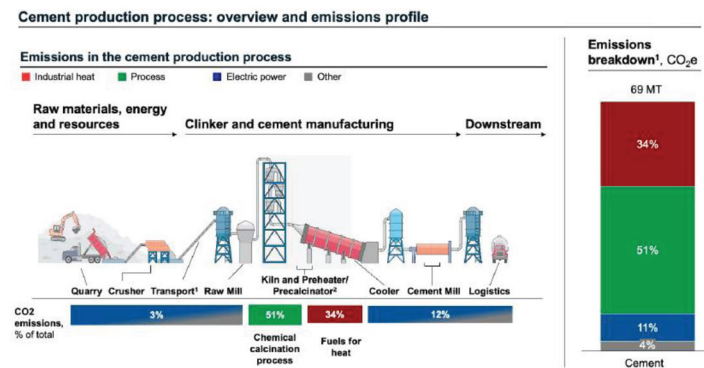 Cement production process: overview and emissions profile
Emissions in the cement production process
Industrial heat
Process
Electric power
Other
Raw materials, energy
and resources
Clinker and cement manufacturing
Downstream
Quarry
Crusher
Transport¹
Raw Mill
Kiln and Preheater/
Precalcinator²
Cooler
Cement Mill
Logistics
CO2
emissions,
% of total
3%
51%
34%
12%
Chemical
calcination
process
Fuels for
heat
Emissions
breakdown¹, CO₂e
69 MT
34%
51%
11%
4%
Cement